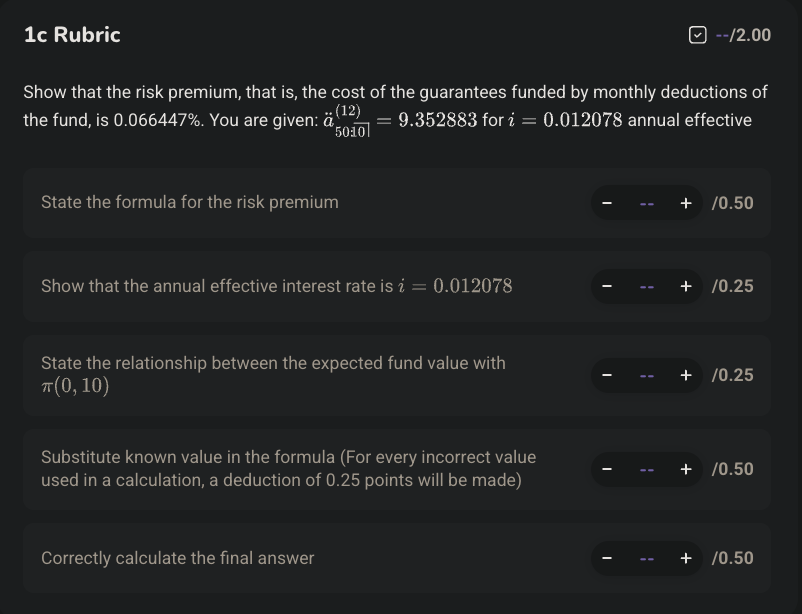 1c Rubric
--/2.00
Show that the risk premium, that is, the cost of the guarantees funded by monthly deductions of
the fund, is 0.066447%. You are given: ä^{(12)}_{50:10|} = 9.352883 for i = 0.012078 annual effective
State the formula for the risk premium
− -- + /0.50
Show that the annual effective interest rate is i = 0.012078
− -- + /0.25
State the relationship between the expected fund value with
π(0, 10)
− -- + /0.25
Substitute known value in the formula (For every incorrect value
used in a calculation, a deduction of 0.25 points will be made)
− -- + /0.50
Correctly calculate the final answer
− -- + /0.50